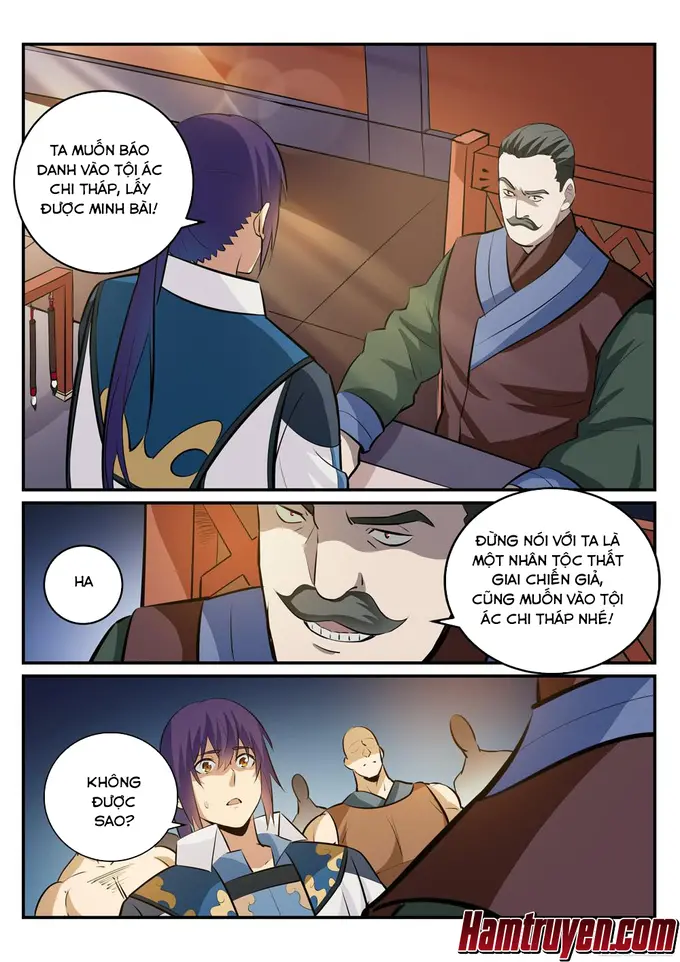 TA MUỐN BÁO
DANH VÀO TỘI ÁC
CHI THÁP, LẤY
ĐƯỢC MINH BÀI!
HA
ĐỪNG NÓI VỚI TA LÀ
MỘT NHÂN TỘC THẤT
GIAI CHIẾN GIẢ,
CŨNG MUỐN VÀO TỘI
ÁC CHI THÁP NHÉ!
KHÔNG
ĐƯỢC
SAO?
Hamtruyen.com